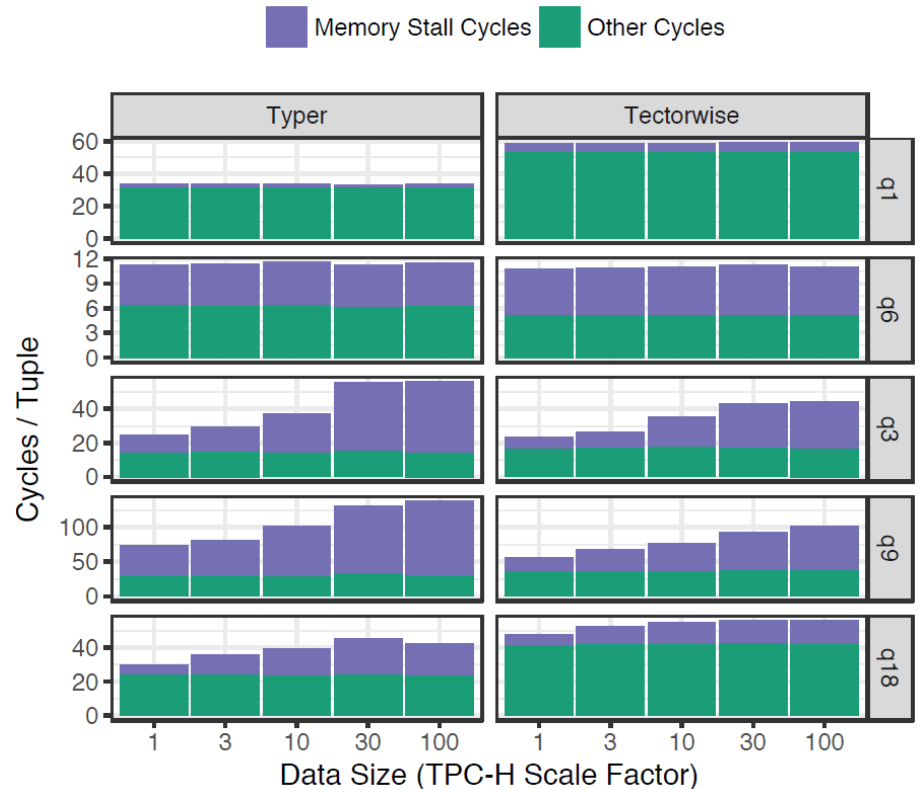 Memory Stall Cycles Other Cycles
Typer Tectorwise
Cycles / Tuple
60
40
20
0
q1
12
9
6
3
0
q6
40
20
0
q3
100
50
0
q9
40
20
0
q18
1 3 10 30 100 1 3 10 30 100
Data Size (TPC-H Scale Factor)